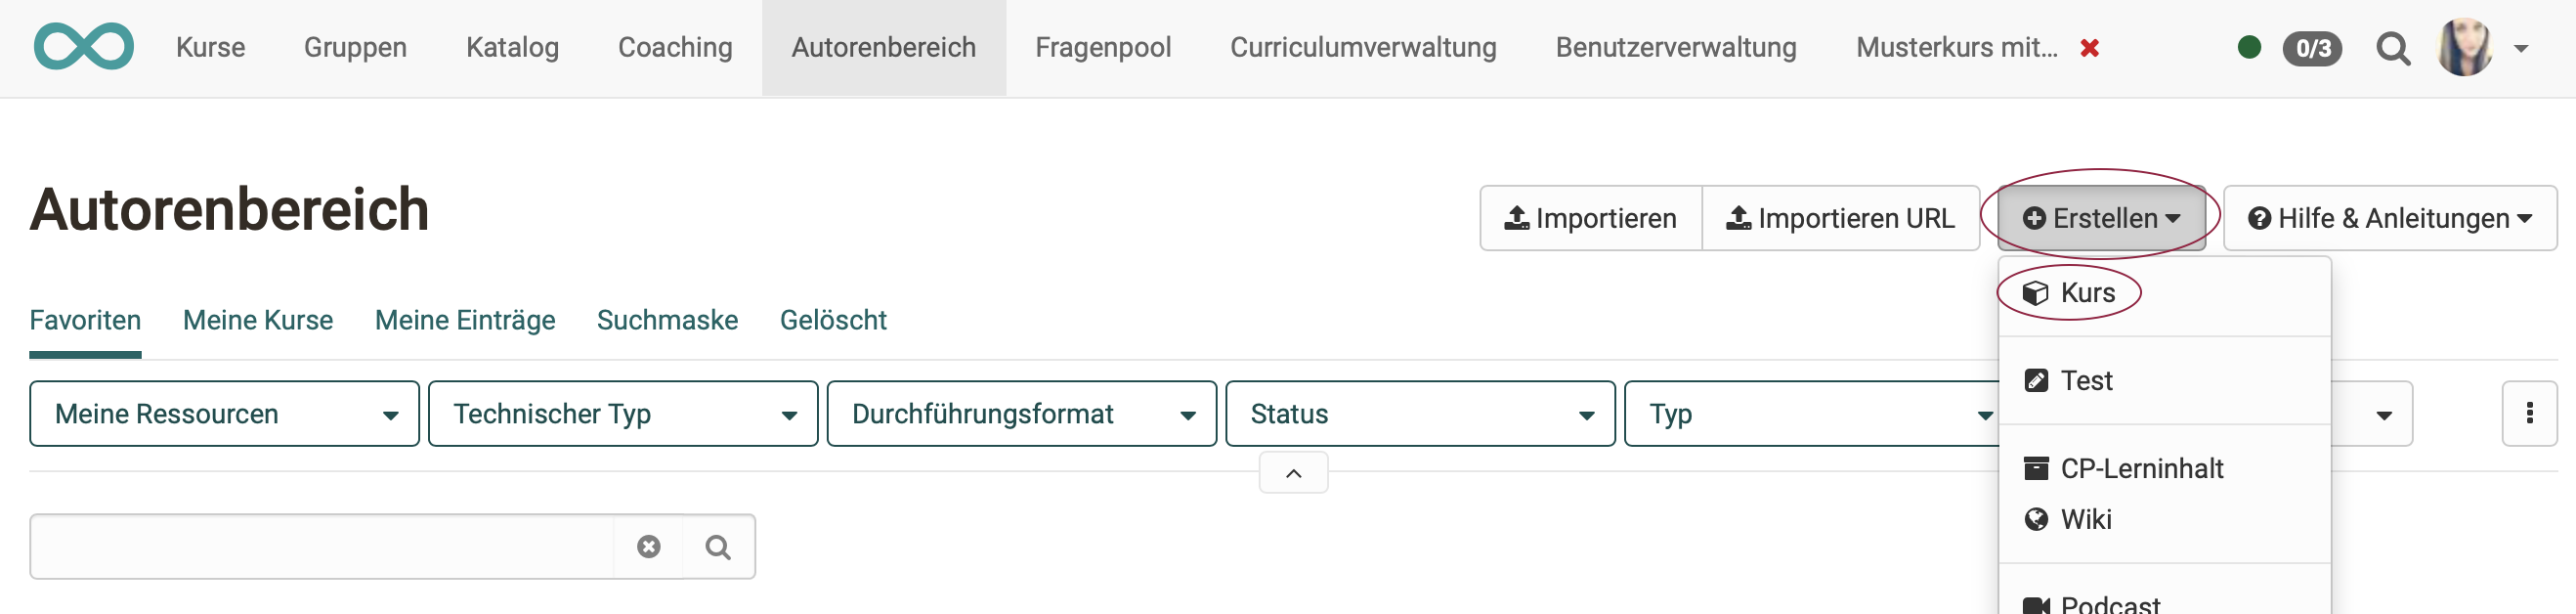 Kurse Gruppen Katalog Coaching Autorenbereich Fragenpool Curriculumverwaltung Benutzerverwaltung Musterkurs mit... 0/3
Autorenbereich
Importieren Importieren URL Erstellen Hilfe & Anleitungen
Kurs
Favoriten Meine Kurse Meine Einträge Suchmaske Gelöscht
Test
Meine Ressourcen Technischer Typ Durchführungsformat Status Typ
CP-Lerninhalt
Wiki
Podcast